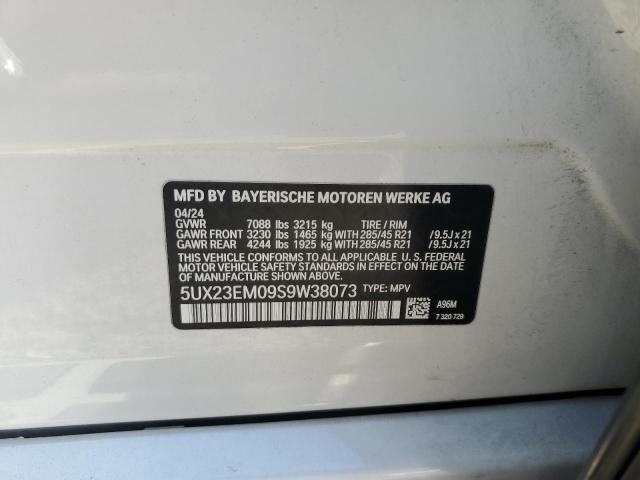 MFD BY BAYERISCHE MOTOREN WERKE AG
04/24
GVWR 7088 lbs 3215 kg TIRE / RIM
GAWR FRONT 3230 lbs 1465 kg WITH 285/45 R21 /9.5J x 21
GAWR REAR 4244 lbs 1925 kg WITH 285/45 R21 /9.5J x 21
THIS VEHICLE CONFORMS TO ALL APPLICABLE U. S. FEDERAL
MOTOR VEHICLE SAFETY STANDARDS IN EFFECT
ON THE DATE OF MANUFACTURE SHOWN ABOVE.
5UX23EM09S9W38073 TYPE: MPV
A96M
7 320 729